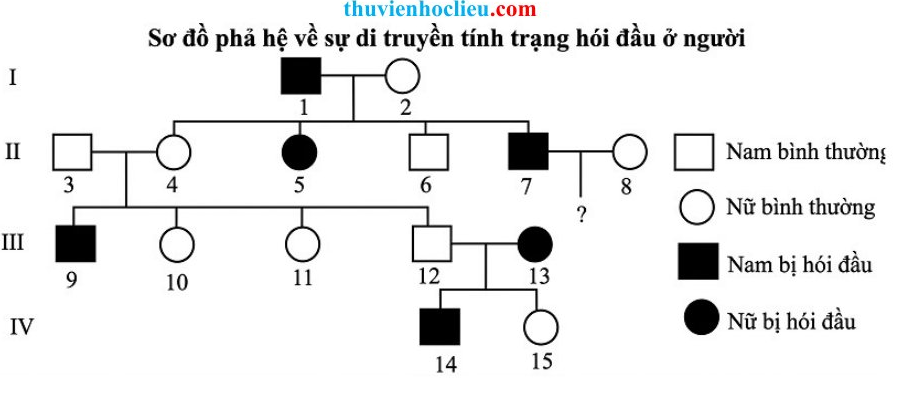 thuvienhoclieu.com
Sơ đồ phả hệ về sự di truyền tính trạng hói đầu ở người
I
1 2
II
3 4 5 6 7 8
?
Nam bình thường
Nữ bình thường
III
9 10 11 12 13
Nam bị hói đầu
IV
14 15
Nữ bị hói đầu